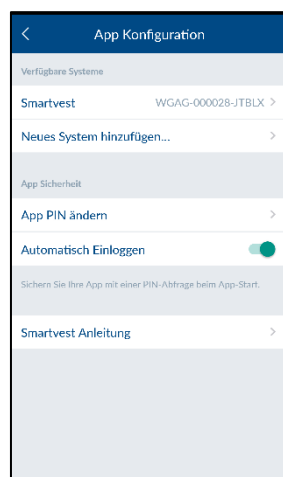 App Konfiguration
Verfügbare Systeme
Smartvest WGAG-000028-JTBLX
Neues System hinzufügen...
App Sicherheit
App PIN ändern
Automatisch Einloggen
Sichern Sie Ihre App mit einer PIN-Abfrage beim App-Start.
Smartvest Anleitung